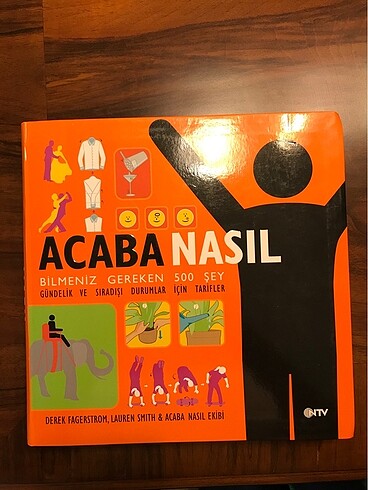 ACABA NASIL
BİLMENİZ GEREKEN 500 ŞEY
GÜNDELİK VE SIRADIŞI DURUMLAR İÇİN TARİFLER
DEREK FAGERSTROM, LAUREN SMITH & ACABA NASIL EKİBİ
NTV